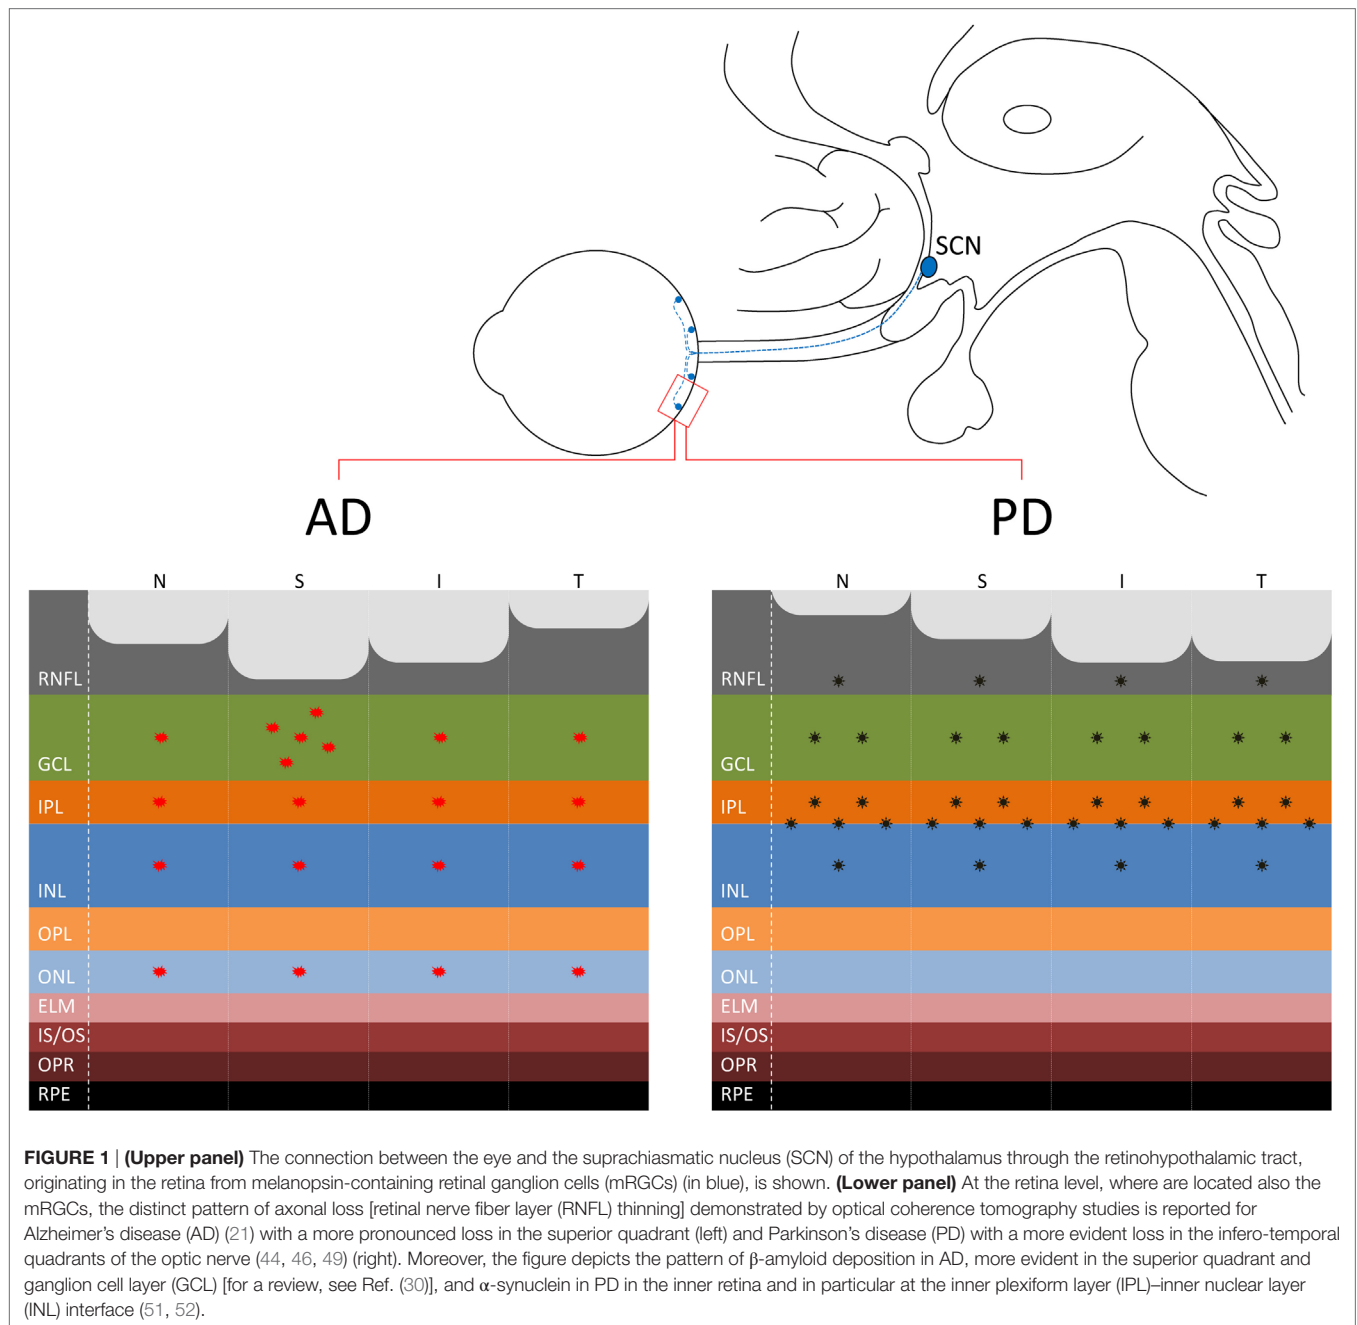 SCN
AD
PD
N S I T
N S I T
RNFL
GCL
IPL
INL
OPL
ONL
ELM
IS/OS
OPR
RPE
RNFL
GCL
IPL
INL
OPL
ONL
ELM
IS/OS
OPR
RPE
FIGURE 1 | (Upper panel) The connection between the eye and the suprachiasmatic nucleus (SCN) of the hypothalamus through the retinohypothalamic tract,
originating in the retina from melanopsin-containing retinal ganglion cells (mRGCs) (in blue), is shown. (Lower panel) At the retina level, where are located also the
mRGCs, the distinct pattern of axonal loss [retinal nerve fiber layer (RNFL) thinning] demonstrated by optical coherence tomography studies is reported for
Alzheimer's disease (AD) (21) with a more pronounced loss in the superior quadrant (left) and Parkinson's disease (PD) with a more evident loss in the infero-temporal
quadrants of the optic nerve (44, 46, 49) (right). Moreover, the figure depicts the pattern of β-amyloid deposition in AD, more evident in the superior quadrant and
ganglion cell layer (GCL) [for a review, see Ref. (30)], and α-synuclein in PD in the inner retina and in particular at the inner plexiform layer (IPL)–inner nuclear layer
(INL) interface (51, 52).